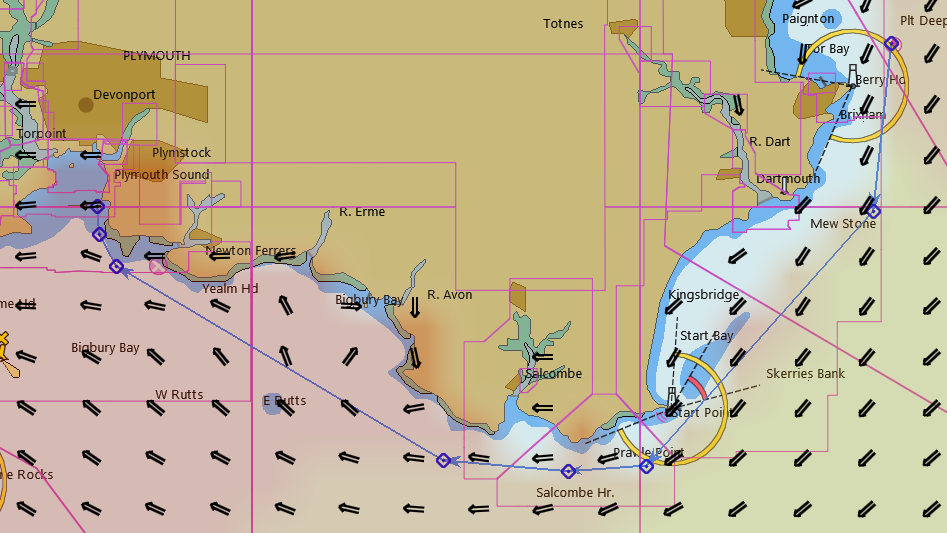 Totnes
Paignton
Plt Deep
PLYMOUTH
Tor Bay
Berry Hd
Devonport
Brixham
Torpoint
R. Dart
Plymstock
Plymouth Sound
Dartmouth
R. Erme
Mew Stone
Newton Ferrers
Yealm Hd
Bigbury Bay
R. Avon
Kingsbridge
me Hd
Start Bay
Bigbury Bay
Salcombe
Skerries Bank
W Rutts
E Rutts
Start Point
Prawle Point
ne Rocks
Salcombe Hr.